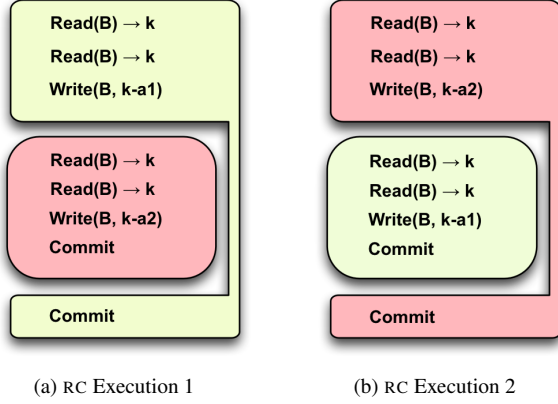 Read(B) → k
Read(B) → k
Write(B, k-a1)
Read(B) → k
Read(B) → k
Write(B, k-a2)
Commit
Commit
(a) RC Execution 1
Read(B) → k
Read(B) → k
Write(B, k-a2)
Read(B) → k
Read(B) → k
Write(B, k-a1)
Commit
Commit
(b) RC Execution 2